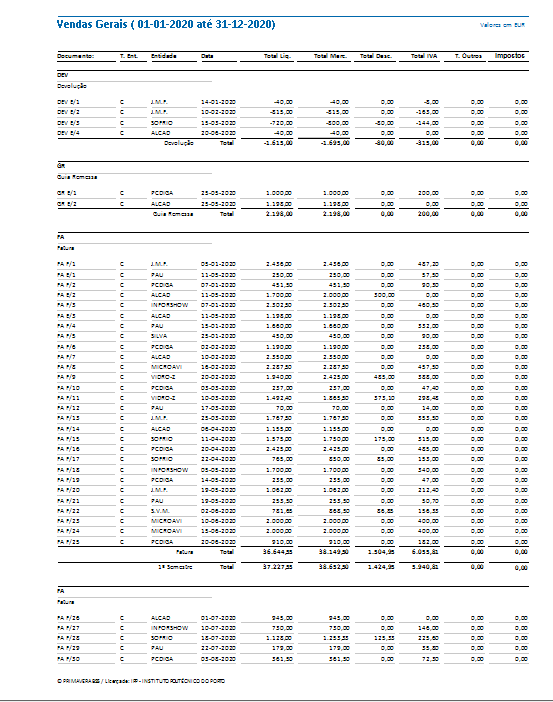 Vendas Gerais ( 01-01-2020 até 31-12-2020)
Valores em EUR
Documento: T. Ent. Entidade Data Total Liq. Total Merc. Total Desc. Total IVA T. Outros Impostos
DEV
Devolução
DEV E/1 C J.M.F. 14-01-2020 -40,00 -40,00 0,00 -8,00 0,00 0,00
DEV E/2 C J.M.F. 10-02-2020 -815,00 -815,00 0,00 -163,00 0,00 0,00
DEV E/3 C SOFRIO 15-03-2020 -720,00 -800,00 -80,00 -144,00 0,00 0,00
DEV E/4 C ALCAD 20-06-2020 -40,00 -40,00 0,00 0,00 0,00 0,00
Devolução Total -1.615,00 -1.695,00 -80,00 -315,00 0,00 0,00
GR
Guia Remessa
GR E/1 C PCDIGA 25-05-2020 1.000,00 1.000,00 0,00 200,00 0,00 0,00
GR E/2 C ALCAD 25-05-2020 1.198,00 1.198,00 0,00 0,00 0,00 0,00
Guia Remessa Total 2.198,00 2.198,00 0,00 200,00 0,00 0,00
FA
Fatura
FA F/1 C J.M.F. 05-01-2020 2.436,00 2.436,00 0,00 487,20 0,00 0,00
FA E/1 C PAU 11-05-2020 250,00 250,00 0,00 57,50 0,00 0,00
FA F/2 C PCDIGA 07-01-2020 451,50 451,50 0,00 90,30 0,00 0,00
FA E/2 C ALCAD 11-05-2020 1.700,00 2.000,00 300,00 0,00 0,00 0,00
FA F/3 C INFORSHOW 07-01-2020 2.302,50 2.302,50 0,00 460,50 0,00 0,00
FA E/3 C ALCAD 11-05-2020 1.198,00 1.198,00 0,00 0,00 0,00 0,00
FA F/4 C PAU 15-01-2020 1.660,00 1.660,00 0,00 332,00 0,00 0,00
FA F/5 C SILVA 25-01-2020 450,00 450,00 0,00 90,00 0,00 0,00
FA F/6 C PCDIGA 02-02-2020 1.190,00 1.190,00 0,00 238,00 0,00 0,00
FA F/7 C ALCAD 10-02-2020 2.350,00 2.350,00 0,00 0,00 0,00 0,00
FA F/8 C MICROAVI 16-02-2020 2.287,50 2.287,50 0,00 457,50 0,00 0,00
FA F/9 C VIDRO-Z 20-02-2020 1.940,00 2.425,00 485,00 388,00 0,00 0,00
FA F/10 C PCDIGA 03-03-2020 237,00 237,00 0,00 47,40 0,00 0,00
FA F/11 C VIDRO-Z 10-03-2020 1.492,40 1.865,50 373,10 298,48 0,00 0,00
FA F/12 C PAU 17-03-2020 70,00 70,00 0,00 14,00 0,00 0,00
FA F/13 C J.M.F. 25-03-2020 1.767,50 1.767,50 0,00 353,50 0,00 0,00
FA F/14 C ALCAD 06-04-2020 1.155,00 1.155,00 0,00 0,00 0,00 0,00
FA F/15 C SOFRIO 11-04-2020 1.575,00 1.750,00 175,00 315,00 0,00 0,00
FA F/16 C PCDIGA 20-04-2020 2.425,00 2.425,00 0,00 485,00 0,00 0,00
FA F/17 C SOFRIO 22-04-2020 765,00 850,00 85,00 153,00 0,00 0,00
FA F/18 C INFORSHOW 05-05-2020 1.700,00 1.700,00 0,00 340,00 0,00 0,00
FA F/19 C PCDIGA 14-05-2020 235,00 235,00 0,00 47,00 0,00 0,00
FA F/20 C J.M.F. 19-05-2020 1.062,00 1.062,00 0,00 212,40 0,00 0,00
FA F/21 C PAU 19-05-2020 253,50 253,50 0,00 50,70 0,00 0,00
FA F/22 C S.V.M. 02-06-2020 781,65 868,50 86,85 156,33 0,00 0,00
FA F/23 C MICROAVI 10-06-2020 2.000,00 2.000,00 0,00 400,00 0,00 0,00
FA F/24 C MICROAVI 15-06-2020 2.000,00 2.000,00 0,00 400,00 0,00 0,00
FA F/25 C PCDIGA 20-06-2020 910,00 910,00 0,00 182,00 0,00 0,00
Fatura Total 36.644,55 38.149,50 1.504,95 6.055,81 0,00 0,00
1º Semestre Total 37.227,55 38.652,50 1.424,95 5.940,81 0,00 0,00
FA
Fatura
FA F/26 C ALCAD 01-07-2020 945,00 945,00 0,00 0,00 0,00 0,00
FA F/27 C INFORSHOW 10-07-2020 730,00 730,00 0,00 146,00 0,00 0,00
FA F/28 C SOFRIO 18-07-2020 1.128,00 1.253,33 125,33 225,60 0,00 0,00
FA F/29 C PAU 22-07-2020 179,00 179,00 0,00 35,80 0,00 0,00
FA F/30 C PCDIGA 03-08-2020 361,50 361,50 0,00 72,30 0,00 0,00
© PRIMAVERA BSS / Licença de: IPP - INSTITUTO POLITÉCNICO DO PORTO